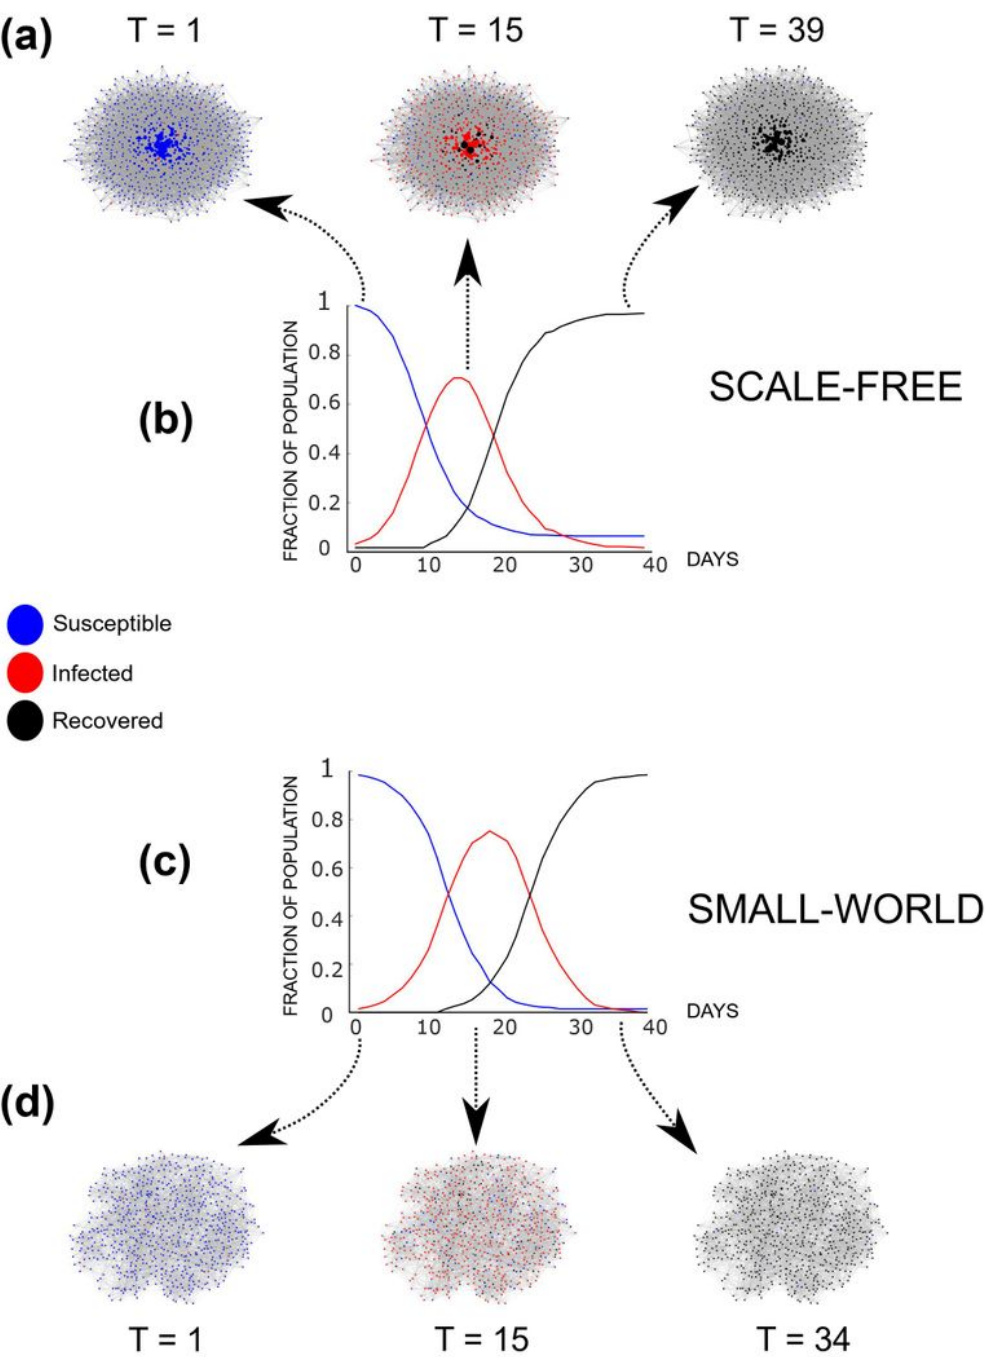 (a)
T = 1
T = 15
T = 39
1
0.8
0.6
0.4
0.2
0
FRACTION OF POPULATION
0
10
20
30
40
DAYS
(b)
SCALE-FREE
Susceptible
Infected
Recovered
1
0.8
0.6
0.4
0.2
0
FRACTION OF POPULATION
0
10
20
30
40
DAYS
(c)
SMALL-WORLD
(d)
T = 1
T = 15
T = 34